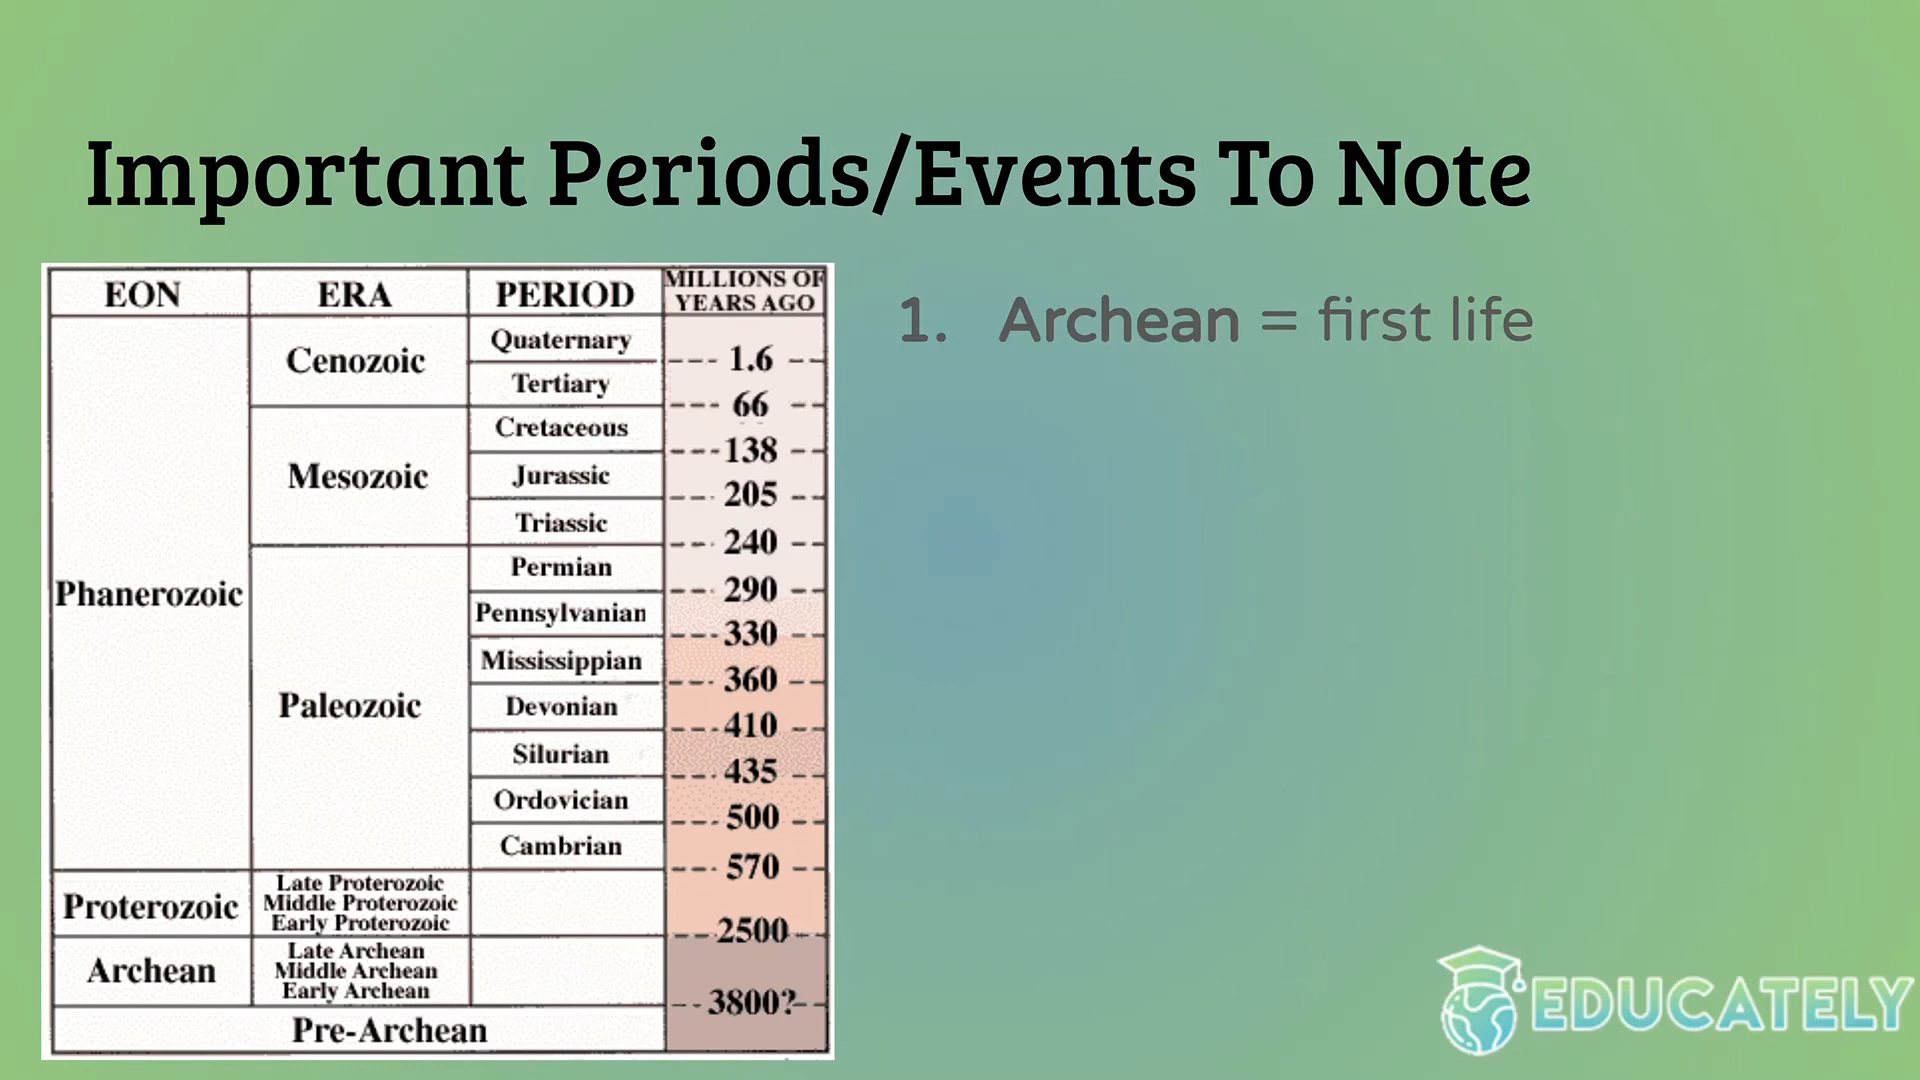 Important Periods/Events To Note
EON ERA PERIOD MILLIONS OF YEARS AGO
Phanerozoic
Cenozoic
Quaternary
1.6
Tertiary
66
Mesozoic
Cretaceous
138
Jurassic
205
Triassic
240
Paleozoic
Permian
290
Pennsylvanian
330
Mississippian
360
Devonian
410
Silurian
435
Ordovician
500
Cambrian
570
Proterozoic
Late Proterozoic
Middle Proterozoic
Early Proterozoic
2500
Archean
Late Archean
Middle Archean
Early Archean
3800?
Pre-Archean
1. Archean = first life
EDUCATELY